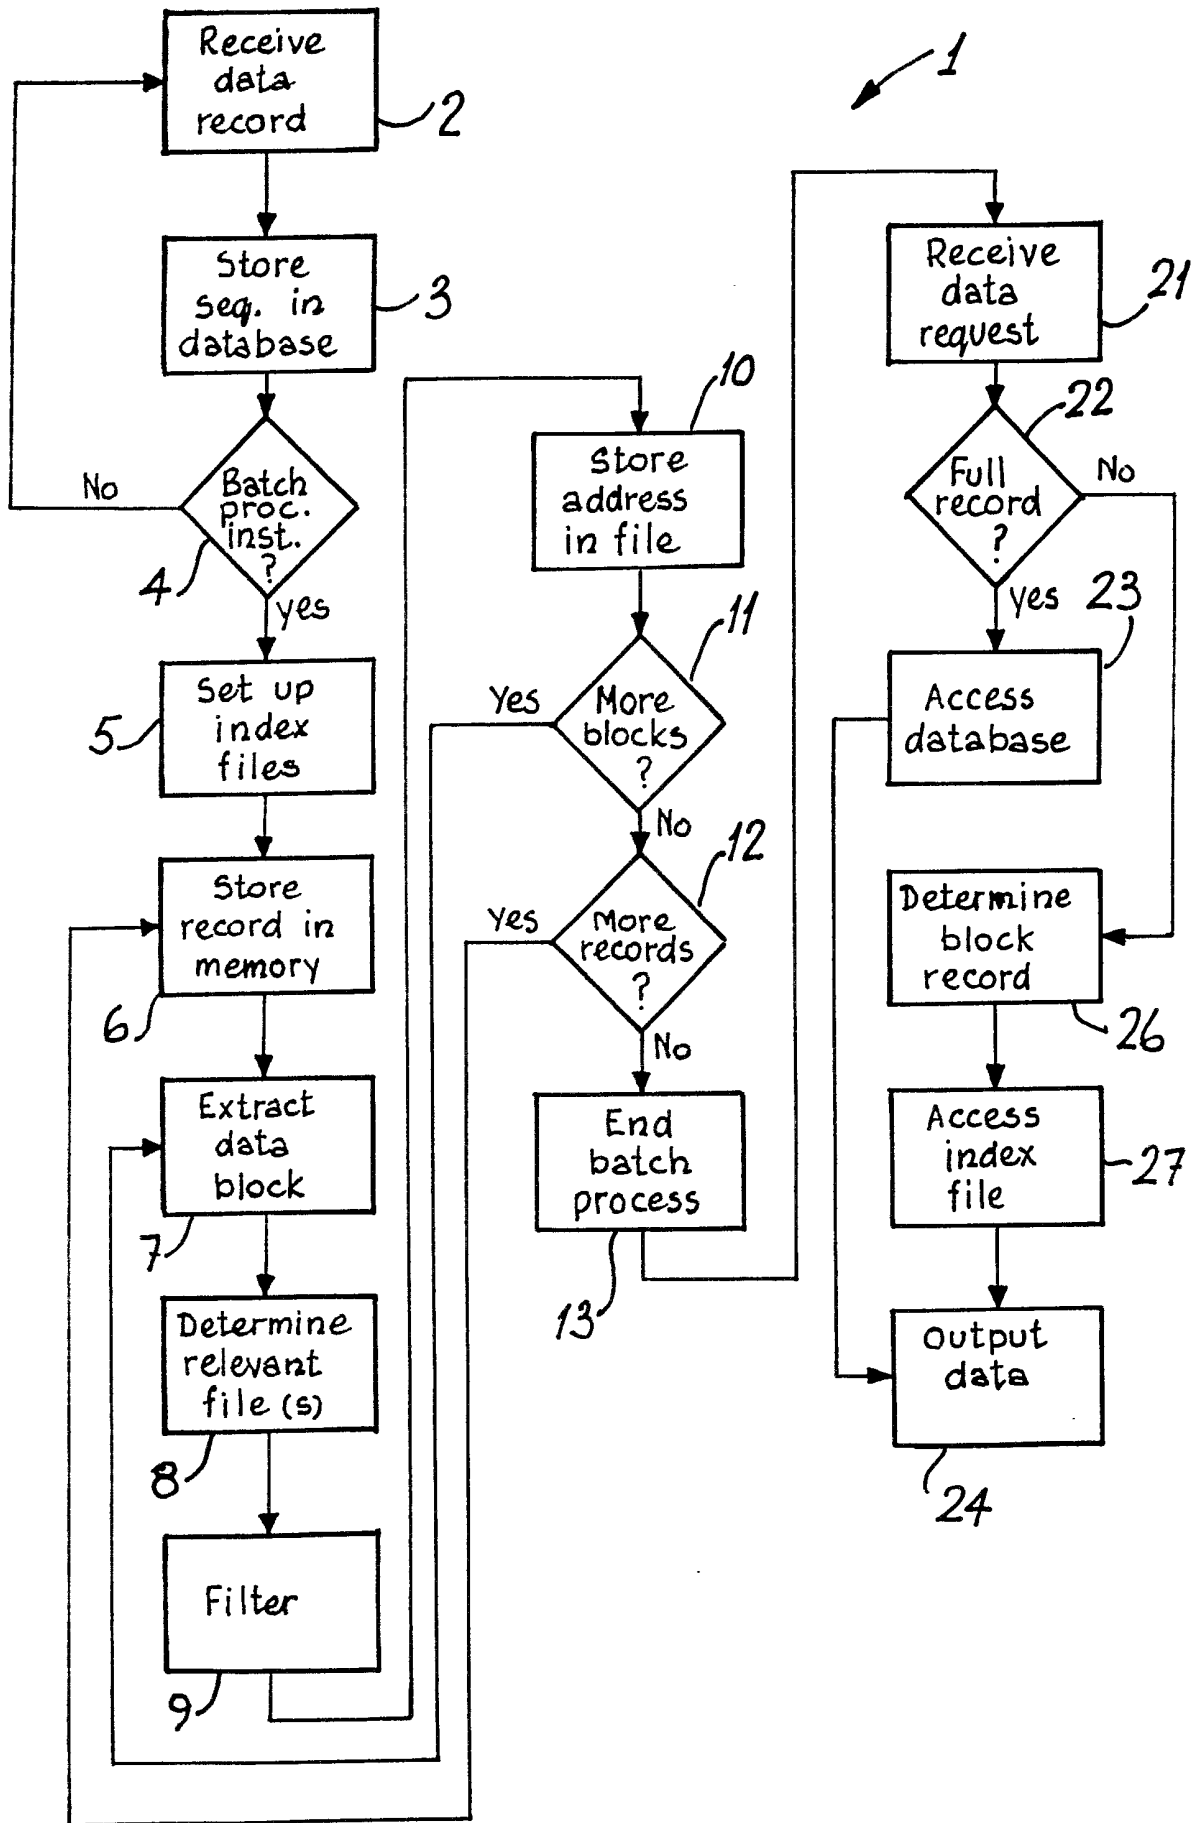 Receive
data
record
2
Store
seq. in
database
3
Batch
proc.
inst.
?
4
No
yes
Set up
index
files
5
Store
record in
memory
6
Extract
data
block
7
Determine
relevant
file (s)
8
Filter
9
10
Store
address
in file
11
More
blocks
?
Yes
No
12
More
records
?
Yes
No
End
batch
process
13
1
Receive
data
request
21
22
Full
record
?
No
yes
23
Access
database
Determine
block
record
26
Access
index
file
27
Output
data
24